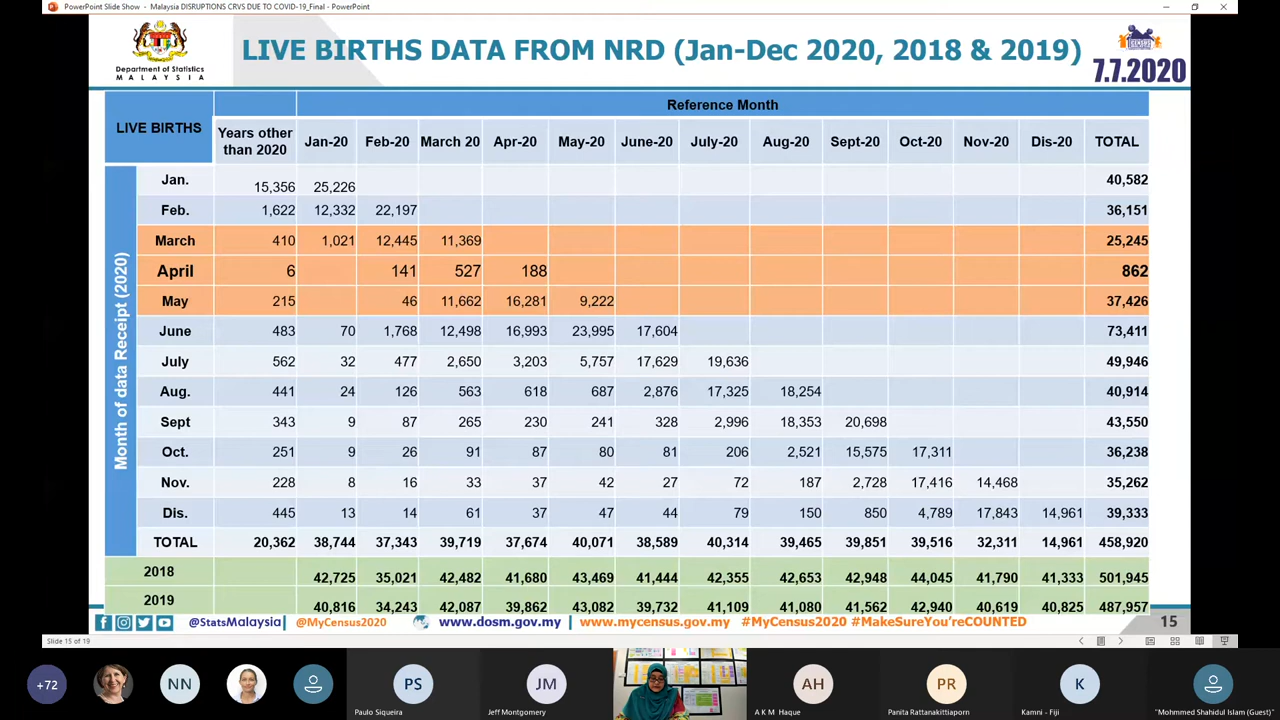 PowerPoint Slide Show - Malaysia DISRUPTIONS CRVS DUE TO COVID-19_Final - PowerPoint
Department of Statistics
MALAYSIA
LIVE BIRTHS DATA FROM NRD (Jan-Dec 2020, 2018 & 2019)
7.7.2020
LIVE BIRTHS Reference Month
Years other than 2020 Jan-20 Feb-20 March 20 Apr-20 May-20 June-20 July-20 Aug-20 Sept-20 Oct-20 Nov-20 Dis-20 TOTAL
Month of data Receipt (2020)
Jan. 15,356 25,226 40,582
Feb. 1,622 12,332 22,197 36,151
March 410 1,021 12,445 11,369 25,245
April 6 141 527 188 862
May 215 46 11,662 16,281 9,222 37,426
June 483 70 1,768 12,498 16,993 23,995 17,604 73,411
July 562 32 477 2,650 3,203 5,757 17,629 19,636 49,946
Aug. 441 24 126 563 618 687 2,876 17,325 18,254 40,914
Sept 343 9 87 265 230 241 328 2,996 18,353 20,698 43,550
Oct. 251 9 26 91 87 80 81 206 2,521 15,575 17,311 36,238
Nov. 228 8 16 33 37 42 27 72 187 2,728 17,416 14,468 35,262
Dis. 445 13 14 61 37 47 44 79 150 850 4,789 17,843 14,961 39,333
TOTAL 20,362 38,744 37,343 39,719 37,674 40,071 38,589 40,314 39,465 39,851 39,516 32,311 14,961 458,920
2018 42,725 35,021 42,482 41,680 43,469 41,444 42,355 42,653 42,948 44,045 41,790 41,333 501,945
2019 40,816 34,243 42,087 39,862 43,082 39,732 41,109 41,080 41,562 42,940 40,619 40,825 487,957
@StatsMalaysia| @MyCensus2020 www.dosm.gov.my | www.mycensus.gov.my #MyCensus2020 #MakeSureYou'reCOUNTED 15
Slide 15 of 19
+72 NN PS JM AH PR K
Paulo Siqueira Jeff Montgomery A K M Haque Panita Rattanakittiaporn Kamni - Fiji "Mohmmed Shahidul Islam (Guest)"